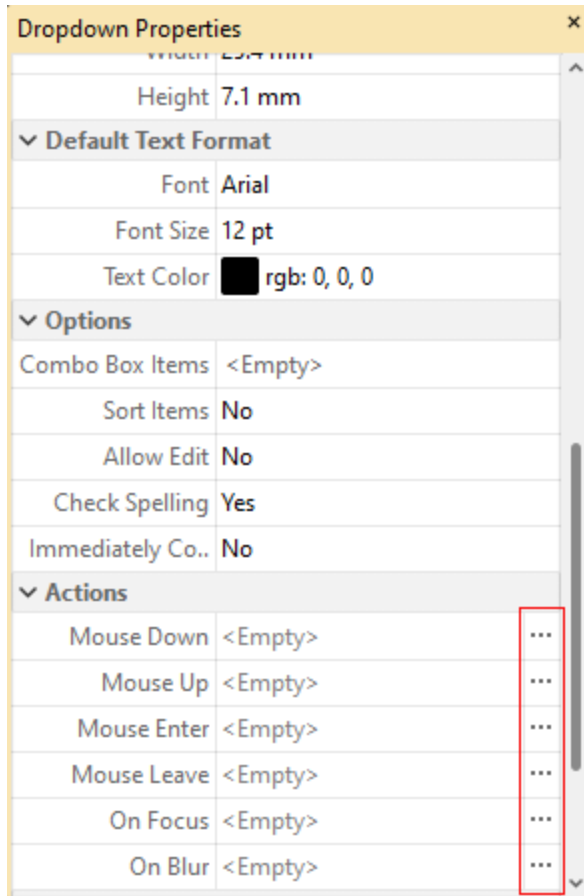 Dropdown Properties
Height 7.1 mm
Default Text Format
Font Arial
Font Size 12 pt
Text Color rgb: 0, 0, 0
Options
Combo Box Items <Empty>
Sort Items No
Allow Edit No
Check Spelling Yes
Immediately Co.. No
Actions
Mouse Down <Empty> ...
Mouse Up <Empty> ...
Mouse Enter <Empty> ...
Mouse Leave <Empty> ...
On Focus <Empty> ...
On Blur <Empty> ...